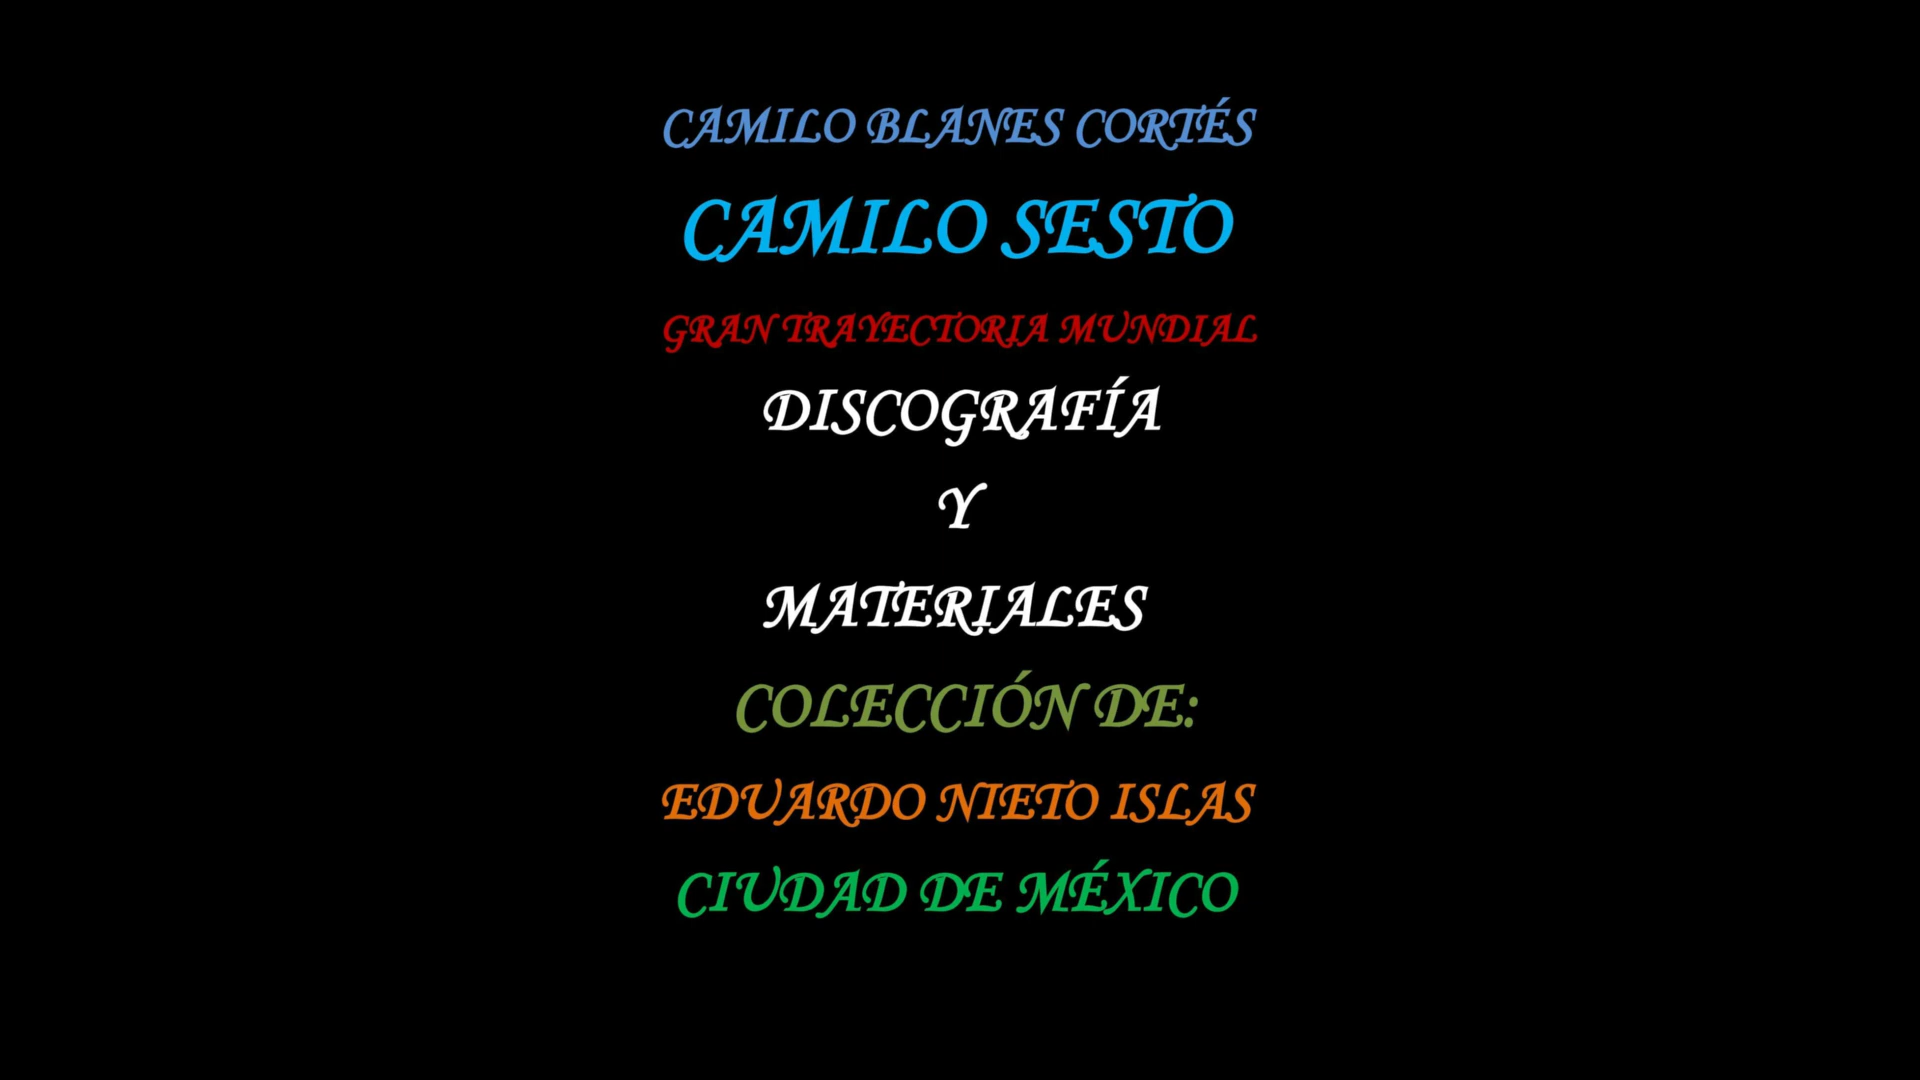 CAMILO BLANES CORTÉS
CAMILO SESTO
GRAN TRAYECTORIA MUNDIAL
DISCOGRAFÍA
Y
MATERIALES
COLECCIÓN DE:
EDUARDO NIETO ISLAS
CIUDAD DE MÉXICO